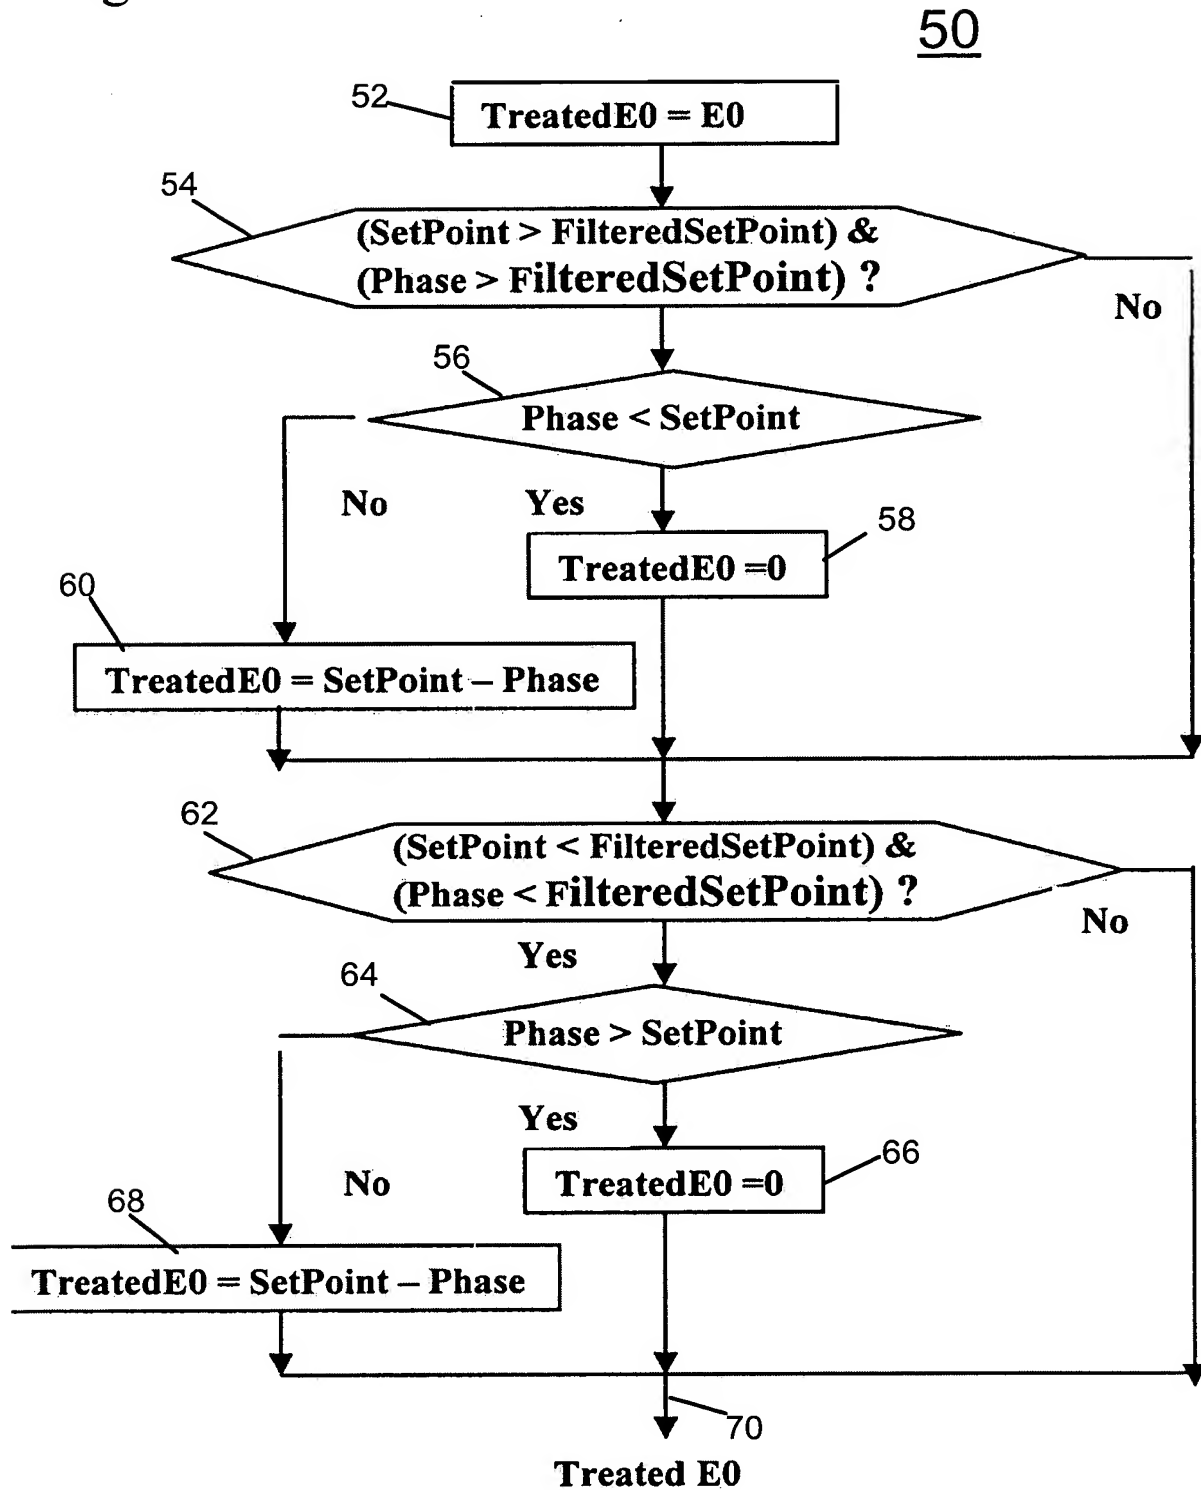 50
52
TreatedE0 = E0
54
(SetPoint > FilteredSetPoint) &
(Phase > FilteredSetPoint) ?
No
56
Phase < SetPoint
No
Yes
58
TreatedE0 =0
60
TreatedE0 = SetPoint – Phase
62
(SetPoint < FilteredSetPoint) &
(Phase < FilteredSetPoint) ?
No
Yes
64
Phase > SetPoint
Yes
66
No
TreatedE0 =0
68
TreatedE0 = SetPoint – Phase
70
Treated E0